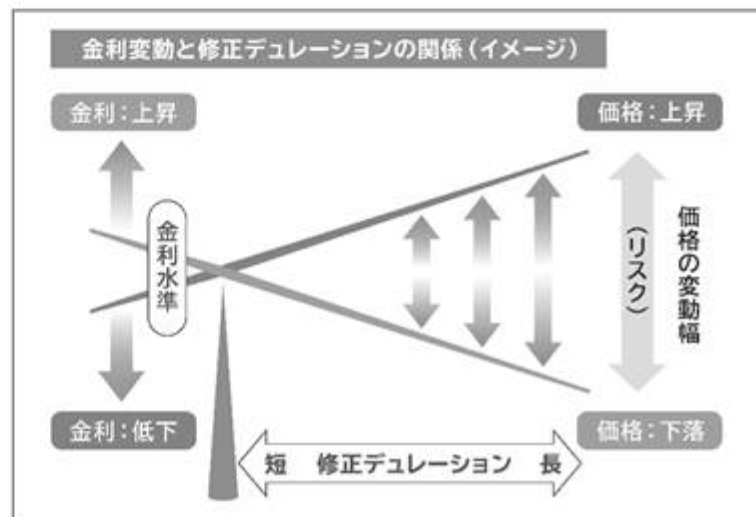 金利変動と修正デュレーションの関係（イメージ）
金利：上昇
価格：上昇
金利水準
（リスク）
価格の変動幅
金利：低下
価格：下落
短 修正デュレーション 長